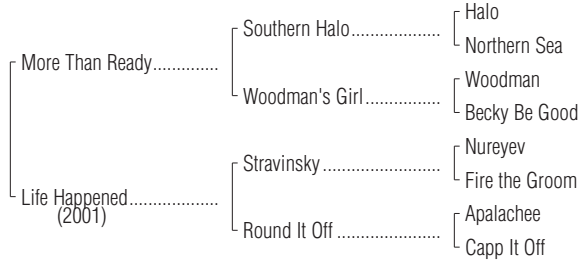 Halo
Southern Halo..................
Northern Sea
More Than Ready.............
Woodman
Woodman's Girl...............
Becky Be Good
Nureyev
Stravinsky........................
Fire the Groom
Life Happened.................
(2001)
Apalachee
Round It Off.....................
Capp It Off